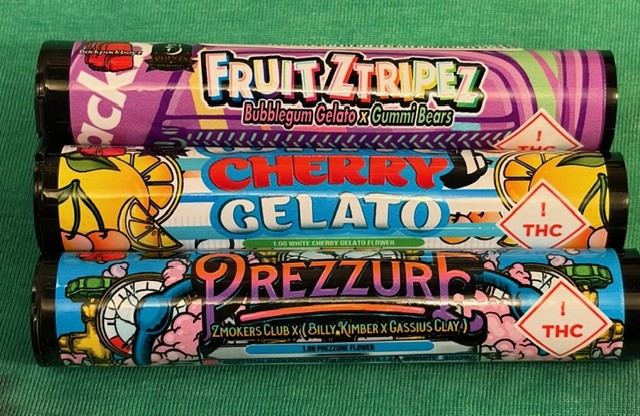 Backpackboyz
FRUIT ZTRIPEZ
Bubblegum Gelato x Gummi Bears
!
THC
CHERRY
GELATO
1.0G WHITE CHERRY GELATO FLOWER
!
THC
PREZZURE
ZMOKERS CLUB X (BILLY KIMBER X GASSIUS CLAY)
1.0G PREZZURE FLOWER
!
THC